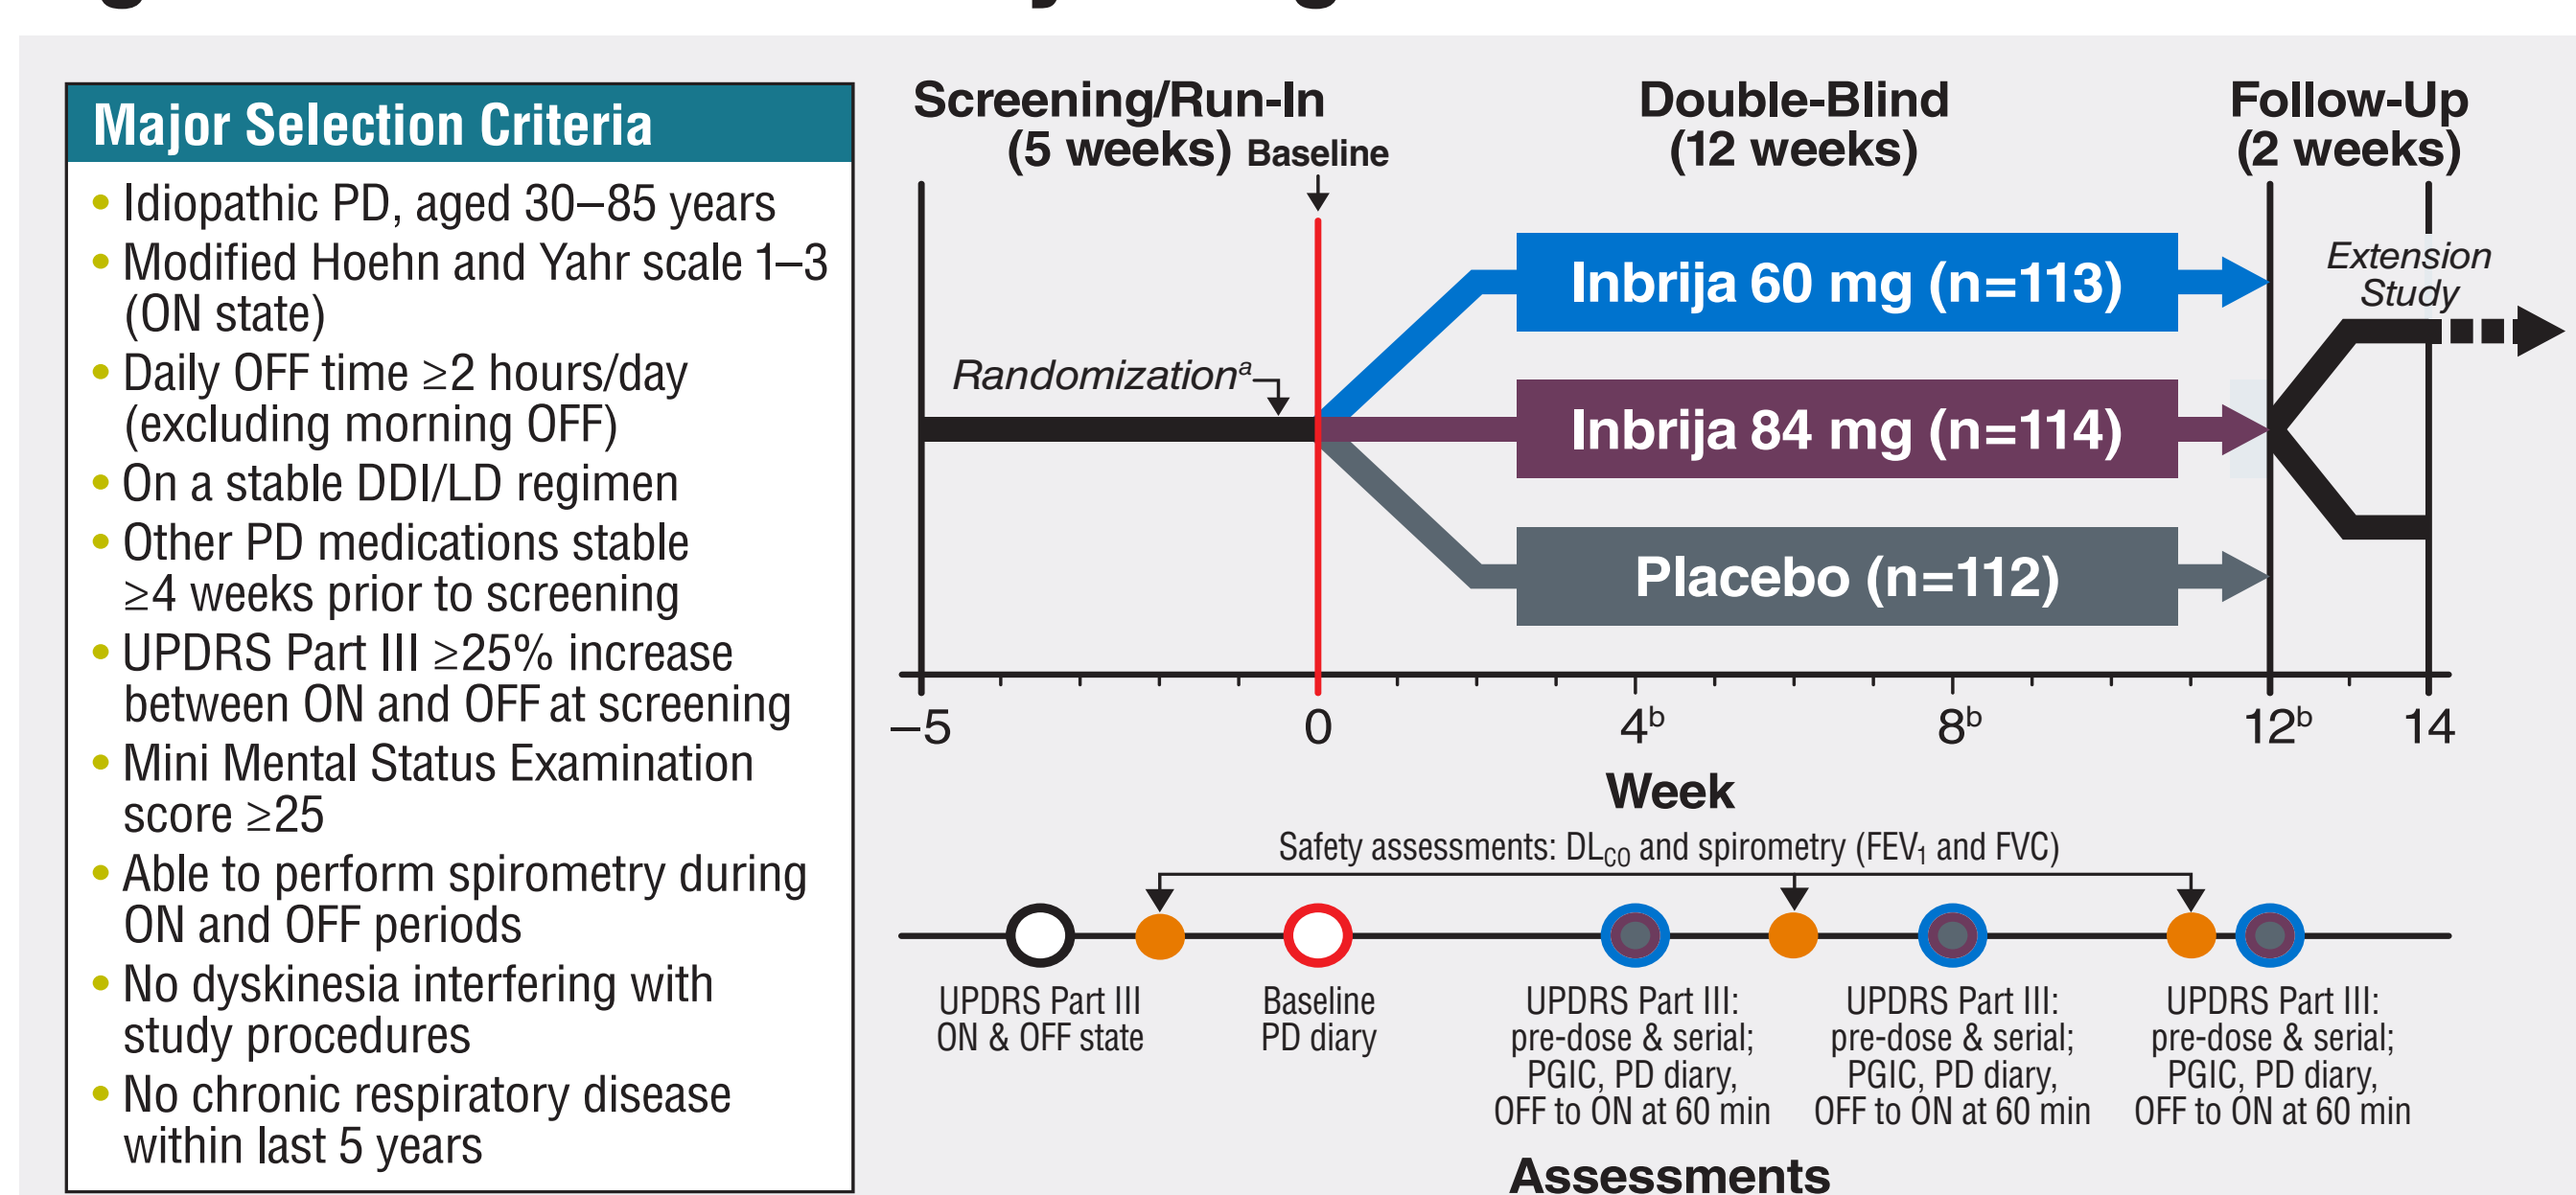 Major Selection Criteria
• Idiopathic PD, aged 30–85 years
• Modified Hoehn and Yahr scale 1–3
(ON state)
• Daily OFF time ≥2 hours/day
(excluding morning OFF)
• On a stable DDI/LD regimen
• Other PD medications stable
≥4 weeks prior to screening
• UPDRS Part III ≥25% increase
between ON and OFF at screening
• Mini Mental Status Examination
score ≥25
• Able to perform spirometry during
ON and OFF periods
• No dyskinesia interfering with
study procedures
• No chronic respiratory disease
within last 5 years
Screening/Run-In
(5 weeks)
Baseline
Double-Blind
(12 weeks)
Follow-Up
(2 weeks)
Randomizationᵃ
Inbrija 60 mg (n=113)
Inbrija 84 mg (n=114)
Placebo (n=112)
Extension
Study
–5 0 4ᵇ 8ᵇ 12ᵇ 14
Week
Safety assessments: DL_CO and spirometry (FEV₁ and FVC)
UPDRS Part III
ON & OFF state
Baseline
PD diary
UPDRS Part III:
pre-dose & serial;
PGIC, PD diary,
OFF to ON at 60 min
UPDRS Part III:
pre-dose & serial;
PGIC, PD diary,
OFF to ON at 60 min
UPDRS Part III:
pre-dose & serial;
PGIC, PD diary,
OFF to ON at 60 min
Assessments